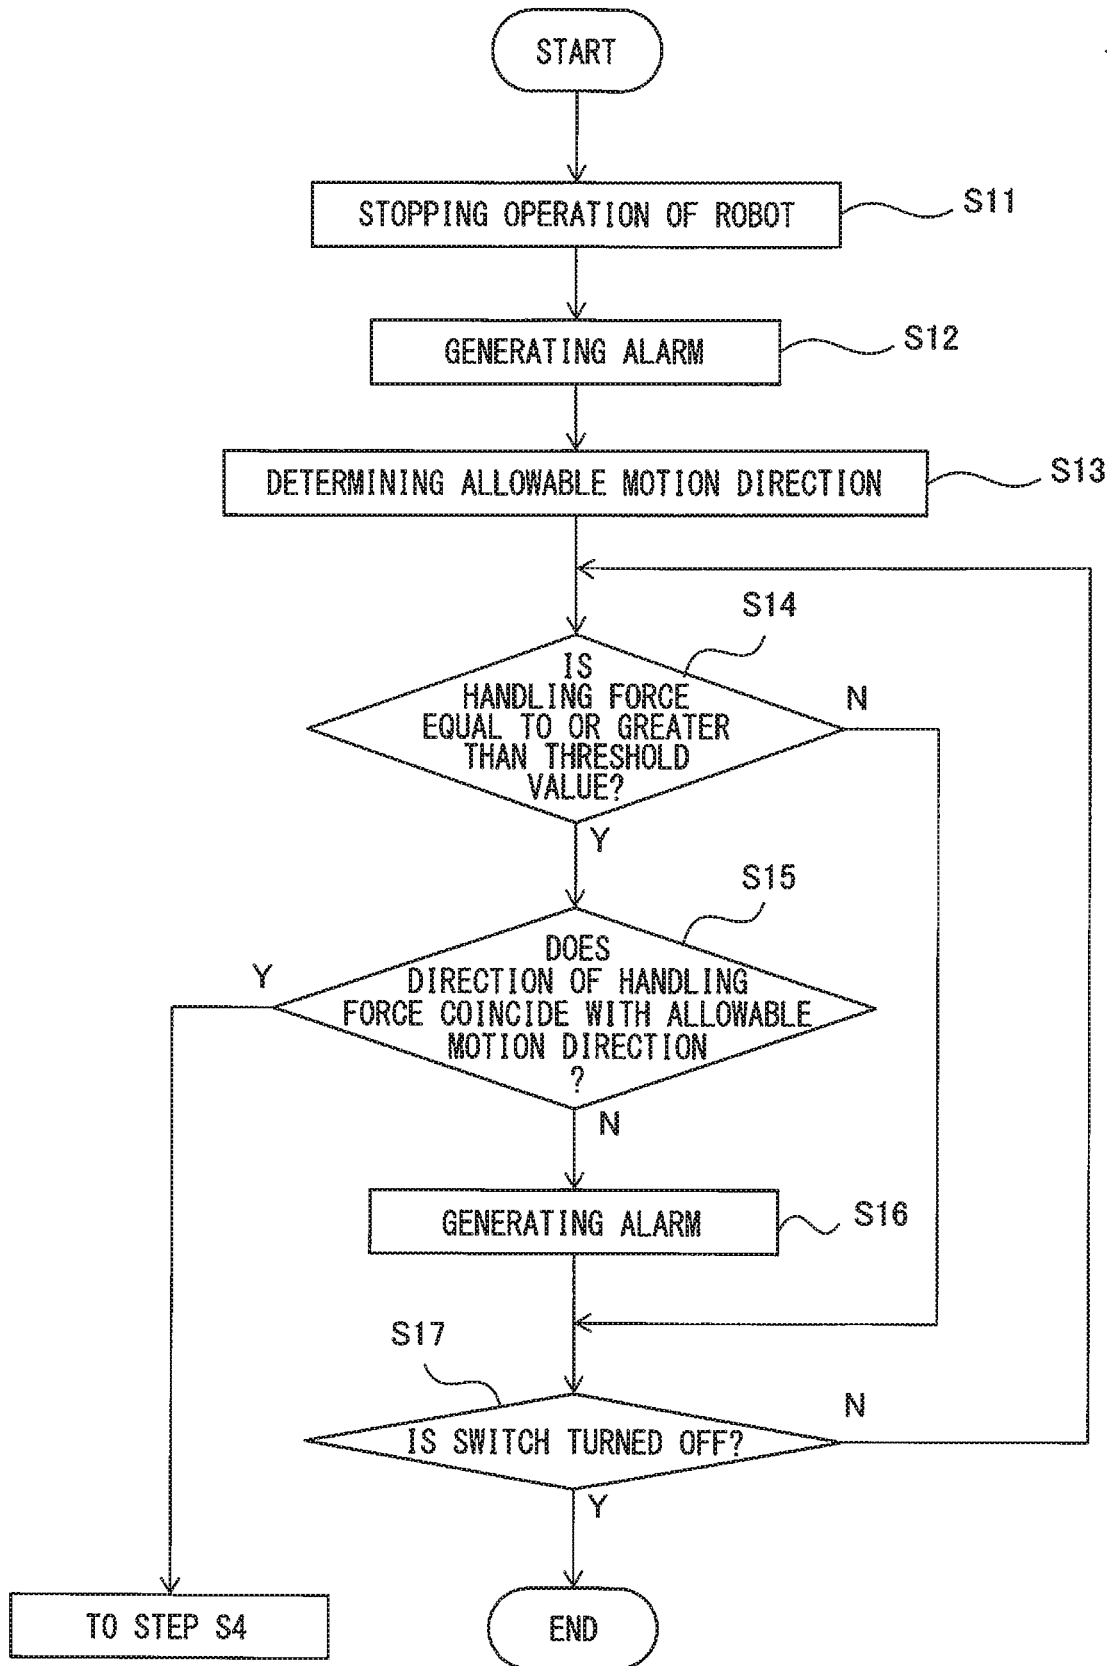 START
STOPPING OPERATION OF ROBOT
S11
GENERATING ALARM
S12
DETERMINING ALLOWABLE MOTION DIRECTION
S13
S14
IS
HANDLING FORCE
EQUAL TO OR GREATER
THAN THRESHOLD
VALUE?
N
Y
S15
DOES
DIRECTION OF HANDLING
FORCE COINCIDE WITH ALLOWABLE
MOTION DIRECTION
?
Y
N
GENERATING ALARM
S16
S17
IS SWITCH TURNED OFF?
N
Y
TO STEP S4
END